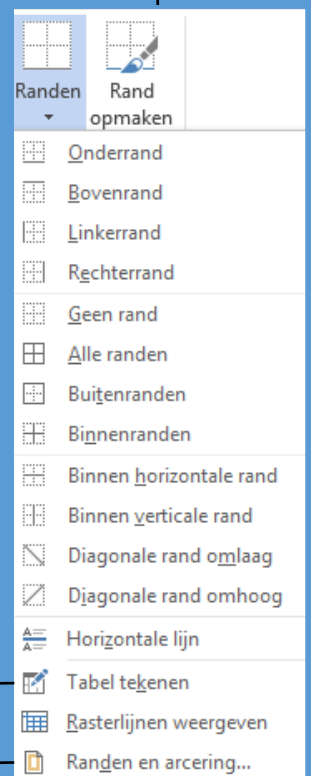 Randen
Rand
opmaken
Onderrand
Bovenrand
Linkerrand
Rechterrand
Geen rand
Alle randen
Buitenranden
Binnenranden
Binnen horizontale rand
Binnen verticale rand
Diagonale rand omlaag
Diagonale rand omhoog
Horizontale lijn
Tabel tekenen
Rasterlijnen weergeven
Randen en arcering...